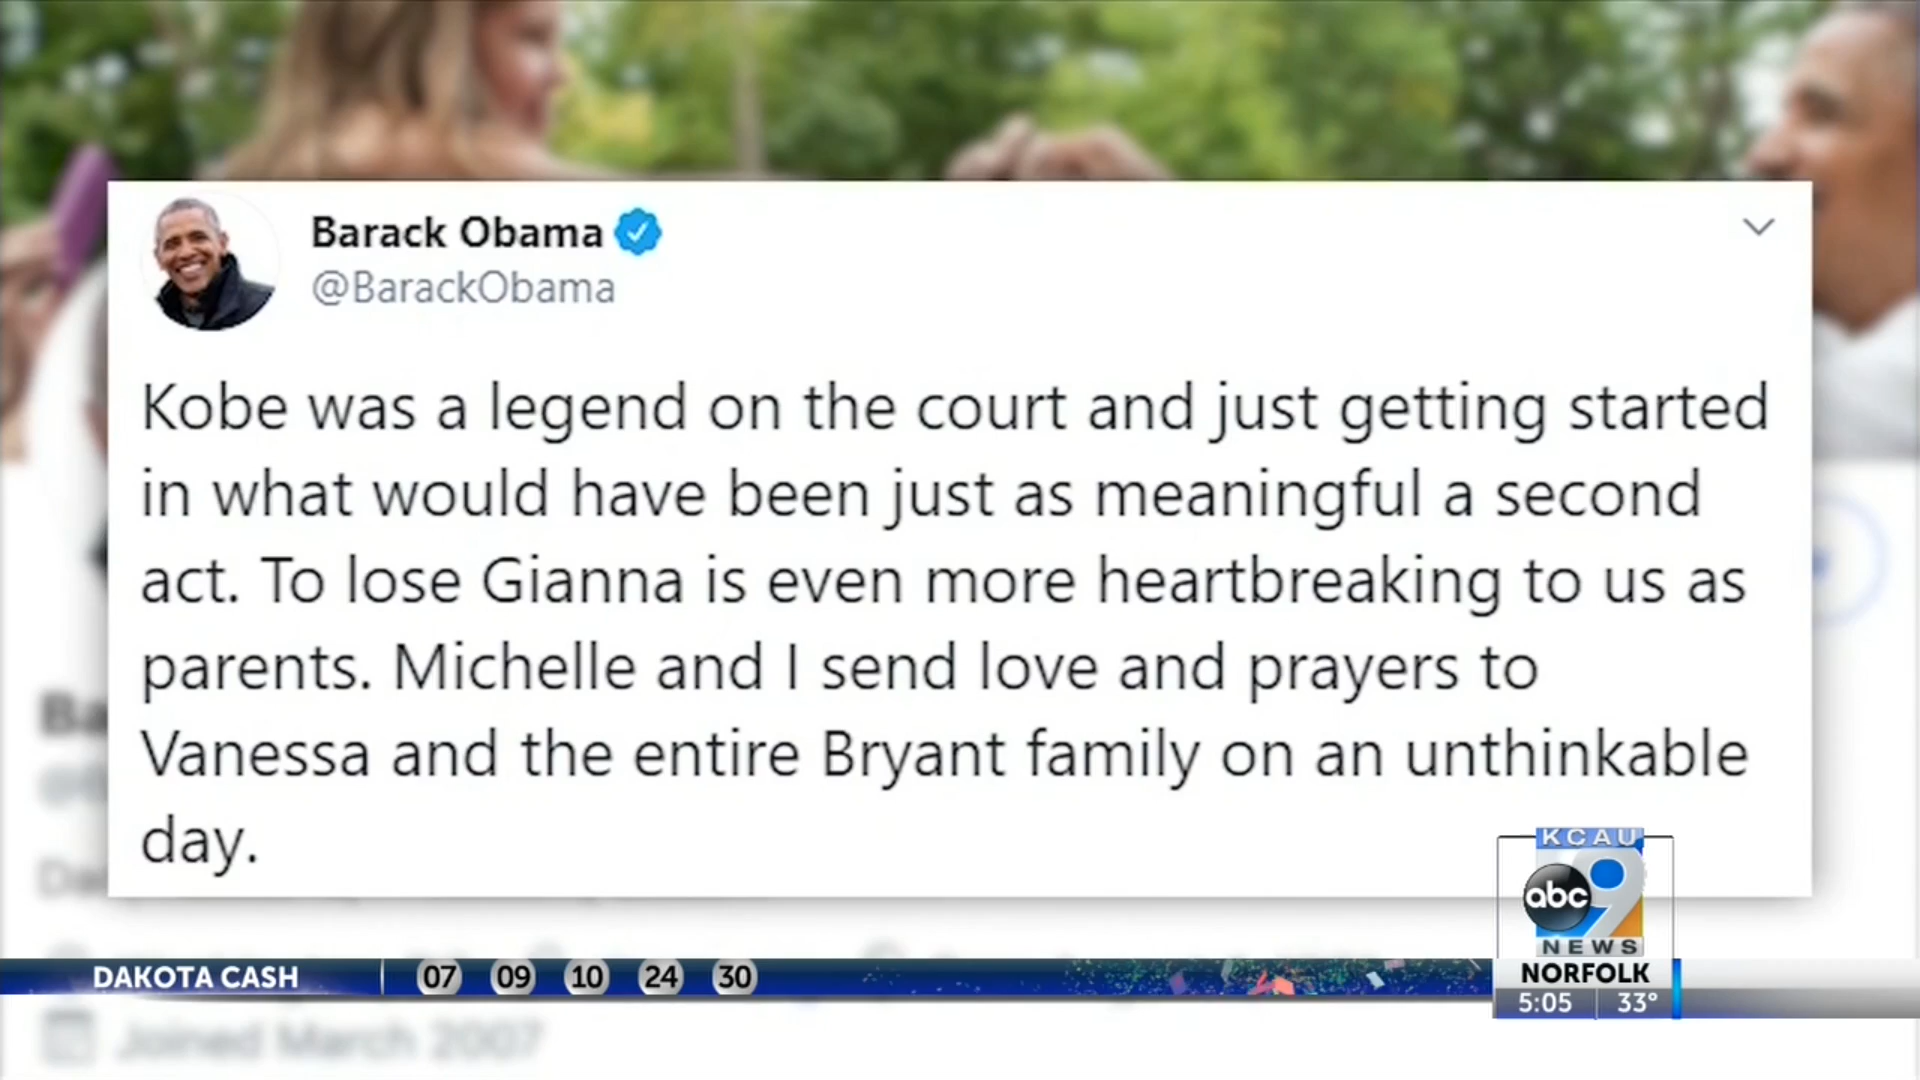 Barack Obama
@BarackObama
Kobe was a legend on the court and just getting started
in what would have been just as meaningful a second
act. To lose Gianna is even more heartbreaking to us as
parents. Michelle and I send love and prayers to
Vanessa and the entire Bryant family on an unthinkable
day.
KCAU
abc 9
NEWS
DAKOTA CASH 07 09 10 24 30
NORFOLK
5:05 33°
Joined March 2007